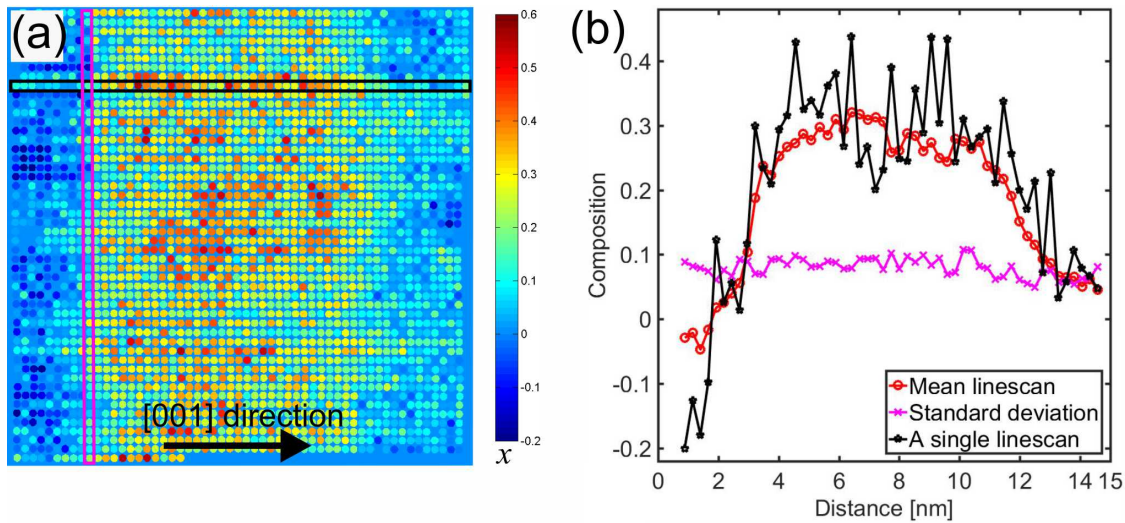 (a)
0.6
0.5
0.4
0.3
0.2
0.1
0
-0.1
-0.2
x
[001] direction
(b)
0.4
0.3
0.2
0.1
0
-0.1
-0.2
Composition
0 2 4 6 8 10 12 14 15
Distance [nm]
Mean linescan
Standard deviation
A single linescan